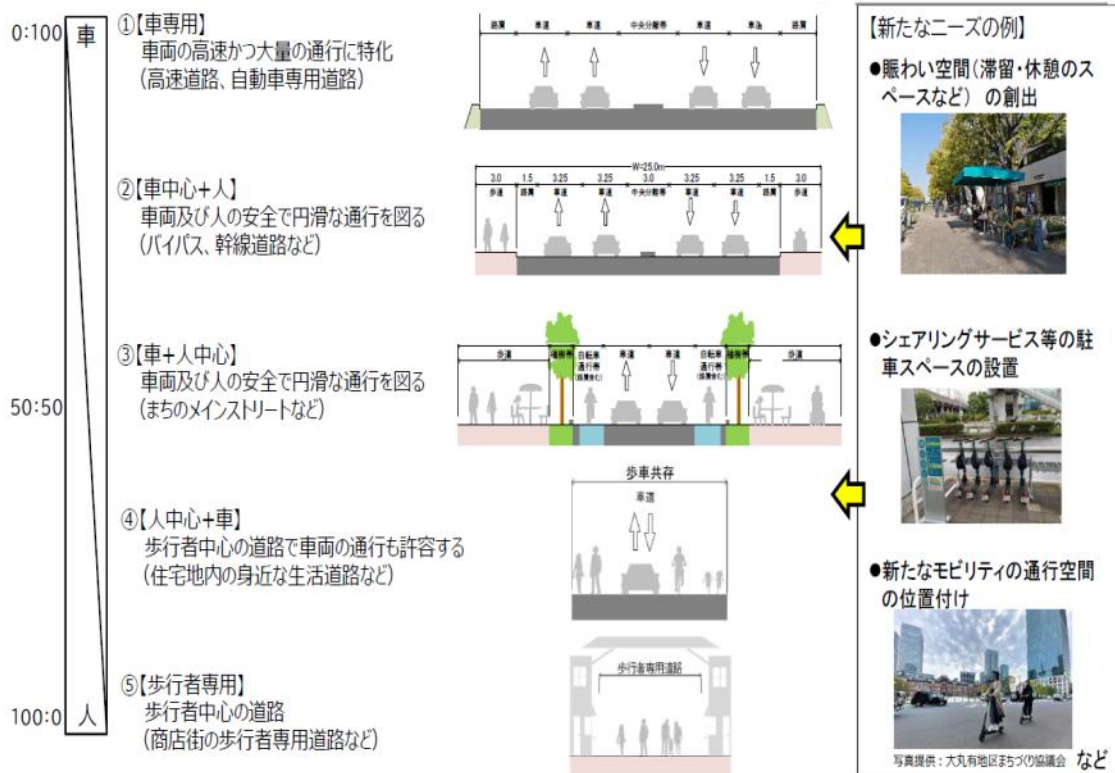 0:100
車
①【車専用】
車両の高速かつ大量の通行に特化
(高速道路、自動車専用道路)
路肩 車道 車道 中央分離帯 車道 車道 路肩
②【車中心+人】
車両及び人の安全で円滑な通行を図る
(バイパス、幹線道路など)
W=25.0m
3.0 1.5 3.25 3.25 3.0 3.25 3.25 1.5 3.0
歩道 路肩 車道 車道 中央分離帯 車道 車道 路肩 歩道
③【車+人中心】
車両及び人の安全で円滑な通行を図る
(まちのメインストリートなど)
50:50
歩道 植樹帯 自転車 車道 車道 自転車 植樹帯 歩道
通行帯 通行帯
(路肩含む) (路肩含む)
④【人中心+車】
歩行者中心の道路で車両の通行も許容する
(住宅地内の身近な生活道路など)
歩車共存
車道
⑤【歩行者専用】
歩行者中心の道路
(商店街の歩行者専用道路など)
100:0
人
歩行者専用道路
【新たなニーズの例】
●賑わい空間(滞留・休憩のス
ペースなど) の創出
●シェアリングサービス等の駐
車スペースの設置
●新たなモビリティの通行空間
の位置付け
写真提供:大丸有地区まちづくり協議会 など